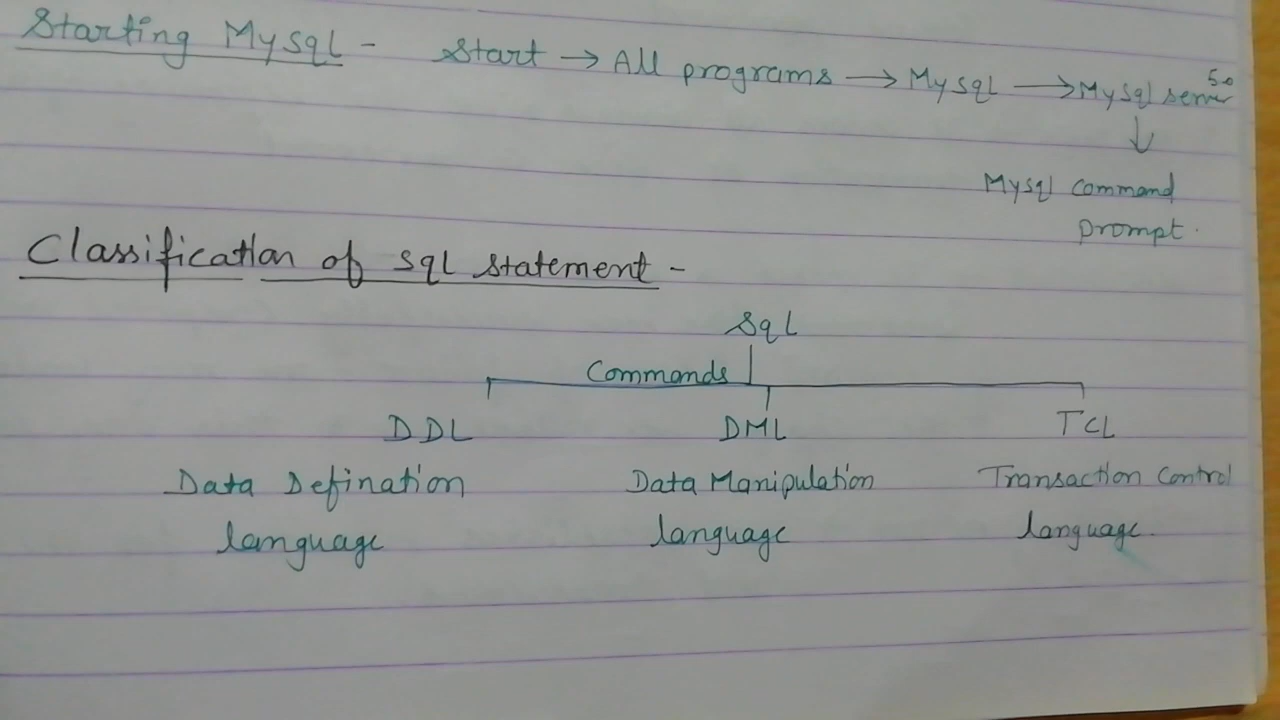 Starting MySql - Start → All programs → MySql → MySql server 5.0
↓
Mysql Command
prompt.
Classification of Sql Statement -
Sql
Commands
DDL DML TCL
Data Defination Data Manipulation Transaction Control
language language language.